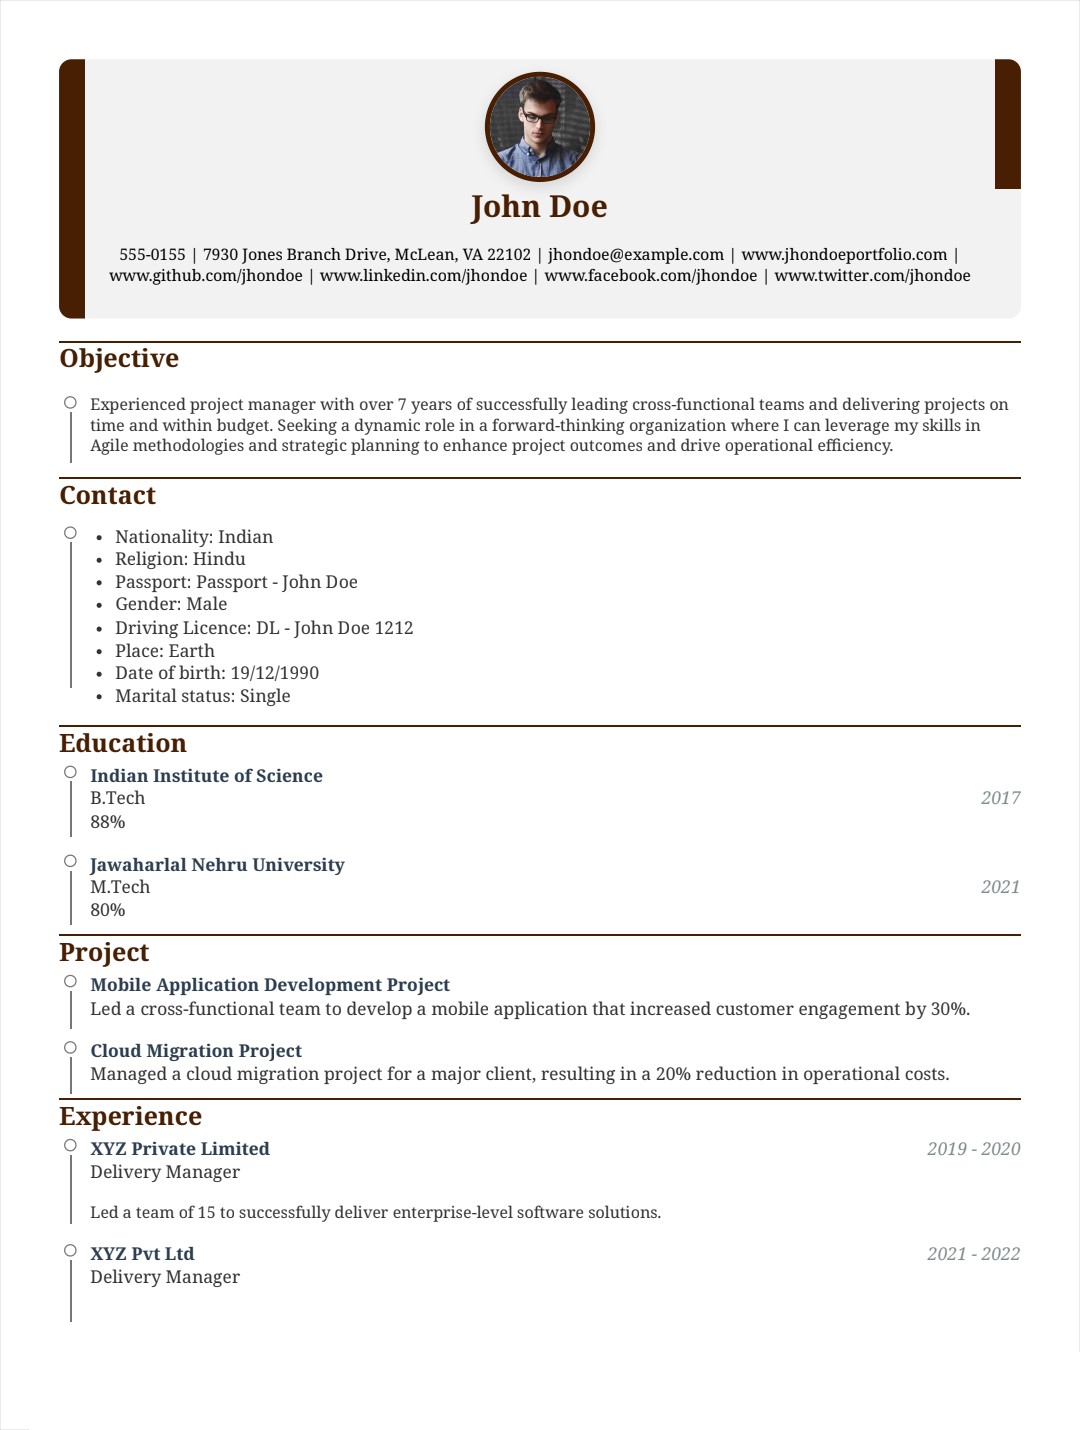 John Doe
555-0155 | 7930 Jones Branch Drive, McLean, VA 22102 | jhondoe@example.com | www.jhondoeportfolio.com |
www.github.com/jhondoe | www.linkedin.com/jhondoe | www.facebook.com/jhondoe | www.twitter.com/jhondoe
Objective
Experienced project manager with over 7 years of successfully leading cross-functional teams and delivering projects on
time and within budget. Seeking a dynamic role in a forward-thinking organization where I can leverage my skills in
Agile methodologies and strategic planning to enhance project outcomes and drive operational efficiency.
Contact
• Nationality: Indian
• Religion: Hindu
• Passport: Passport - John Doe
• Gender: Male
• Driving Licence: DL - John Doe 1212
• Place: Earth
• Date of birth: 19/12/1990
• Marital status: Single
Education
Indian Institute of Science
B.Tech 2017
88%
Jawaharlal Nehru University
M.Tech 2021
80%
Project
Mobile Application Development Project
Led a cross-functional team to develop a mobile application that increased customer engagement by 30%.
Cloud Migration Project
Managed a cloud migration project for a major client, resulting in a 20% reduction in operational costs.
Experience
XYZ Private Limited 2019 - 2020
Delivery Manager
Led a team of 15 to successfully deliver enterprise-level software solutions.
XYZ Pvt Ltd 2021 - 2022
Delivery Manager